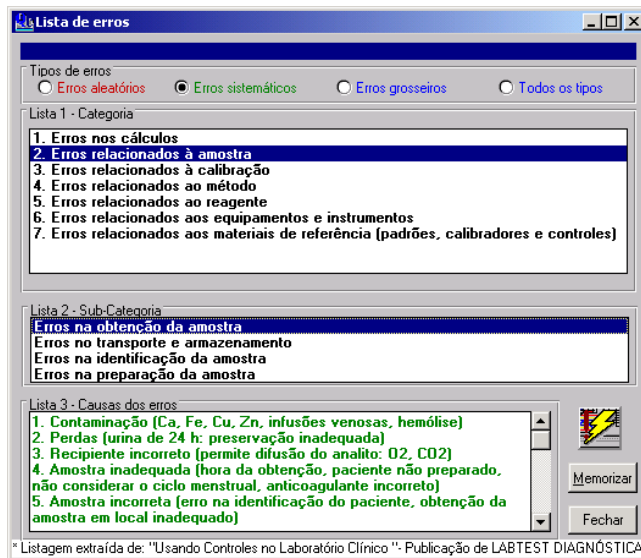 Lista de erros
Tipos de erros
Erros aleatórios Erros sistemáticos Erros grosseiros Todos os tipos
Lista 1 - Categoria
1. Erros nos cálculos
2. Erros relacionados à amostra
3. Erros relacionados à calibração
4. Erros relacionados ao método
5. Erros relacionados ao reagente
6. Erros relacionados aos equipamentos e instrumentos
7. Erros relacionados aos materiais de referência (padrões, calibradores e controles)
Lista 2 - Sub-Categoria
Erros na obtenção da amostra
Erros no transporte e armazenamento
Erros na identificação da amostra
Erros na preparação da amostra
Lista 3 - Causas dos erros
1. Contaminação (Ca, Fe, Cu, Zn, infusões venosas, hemólise)
2. Perdas (urina de 24 h: preservação inadequada)
3. Recipiente incorreto (permite difusão do analito: O2, CO2)
4. Amostra inadequada (hora da obtenção, paciente não preparado,
não considerar o ciclo menstrual, anticoagulante incorreto)
5. Amostra incorreta (erro na identificação do paciente, obtenção da
amostra em local inadequado)
Memorizar
Fechar
* Listagem extraída de: "Usando Controles no Laboratório Clínico "- Publicação de LABTEST DIAGNÓSTICA